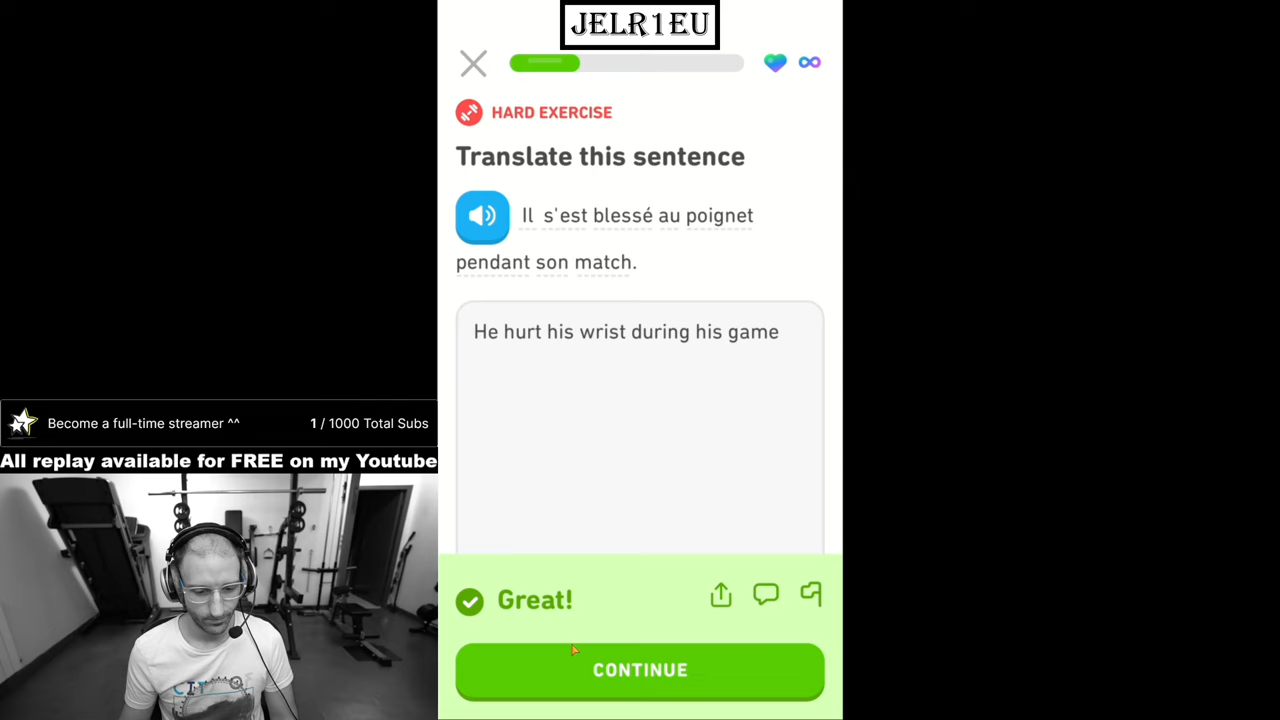 JELR1EU
HARD EXERCISE
Translate this sentence
Il s'est blessé au poignet
pendant son match.
He hurt his wrist during his game
Become a full-time streamer ^^ 1 / 1000 Total Subs
All replay available for FREE on my Youtube
Great!
CONTINUE